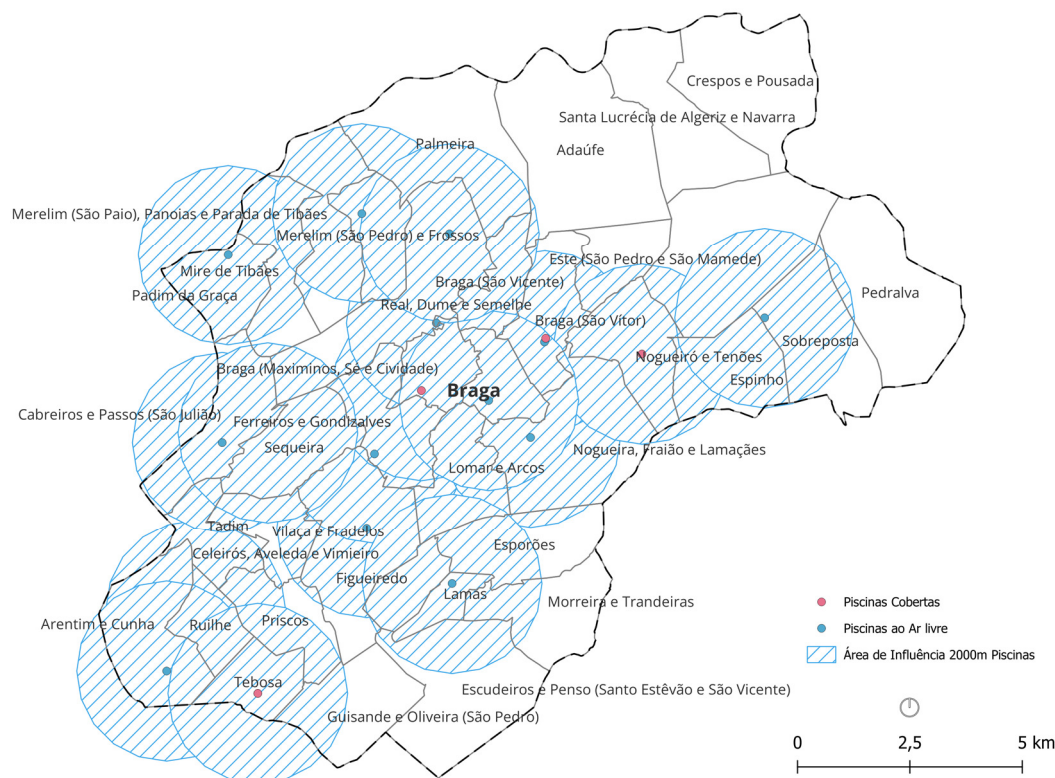 Crespos e Pousada
Santa Lucrécia de Algeriz e Navarra
Palmeira
Adaúfe
Merelim (São Paio), Panoias e Parada de Tibães
Merelim (São Pedro) e Frossos
Este (São Pedro e São Mamede)
Mire de Tibães
Braga (São Vicente)
Padim da Graça
Pedralva
Real, Dume e Semelhe
Braga (São Vítor)
Sobreposta
Nogueiró e Tenões
Braga (Maximinos, Sé e Cividade)
Espinho
Braga
Cabreiros e Passos (São Julião)
Ferreiros e Gondizalves
Sequeira
Nogueira, Fraião e Lamaçães
Lomar e Arcos
Tadim
Vilaça e Fradelos
Esporões
Celeirós, Aveleda e Vimieiro
Figueiredo
Lamas
Morreira e Trandeiras
Arentim e Cunha
Ruilhe
Priscos
Tebosa
Escudeiros e Penso (Santo Estêvão e São Vicente)
Guisande e Oliveira (São Pedro)
Piscinas Cobertas
Piscinas ao Ar livre
Área de Influência 2000m Piscinas
0 2,5 5 km